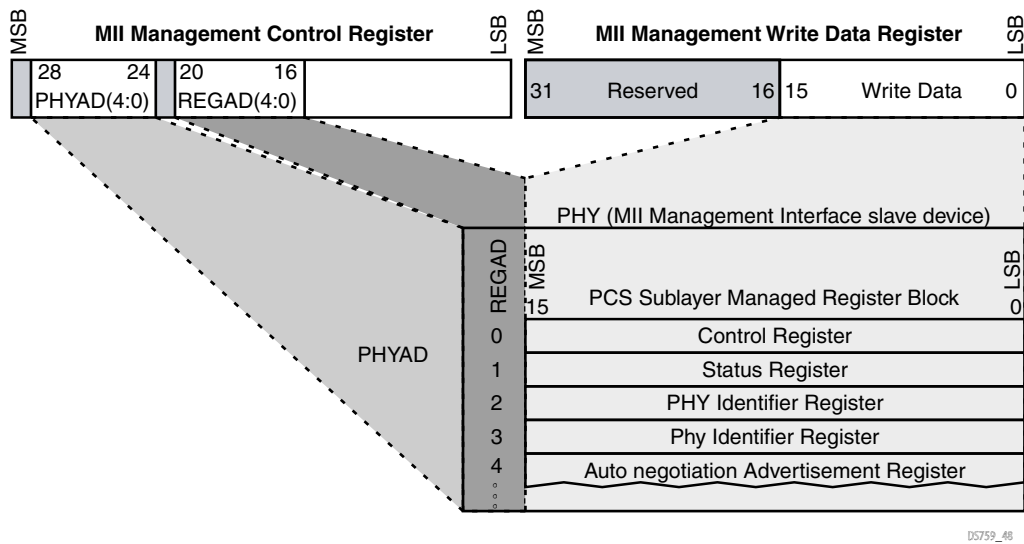 MSB
MII Management Control Register
LSB
MSB
MII Management Write Data Register
LSB
28 24 20 16
PHYAD(4:0) REGAD(4:0)
31 Reserved 16 15 Write Data 0
PHY (MII Management Interface slave device)
REGAD
MSB
LSB
PCS Sublayer Managed Register Block
15 0
PHYAD
0 Control Register
1 Status Register
2 PHY Identifier Register
3 Phy Identifier Register
4 Auto negotiation Advertisement Register
DS759_48